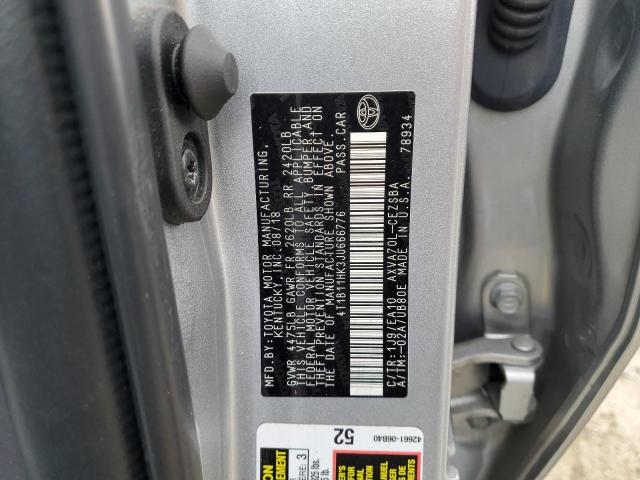 MFD.BY: TOYOTA MOTOR MANUFACTURING,
KENTUCKY, INC. 08/18
GVWR 4475LB GAWR FR 2620LB RR 2420LB
THIS VEHICLE CONFORMS TO ALL APPLICABLE
FEDERAL MOTOR VEHICLE SAFETY, BUMPER, AND
THEFT PREVENTION STANDARDS IN EFFECT ON
THE DATE OF MANUFACTURE SHOWN ABOVE.
4T1B11HK3JU666776 PASS.CAR
C/TR:1J9/FA10 AXVA70L-CEZSBA
A/TM:-02A/UB80E MADE IN U.S.A. 78934
52
42661-06B40